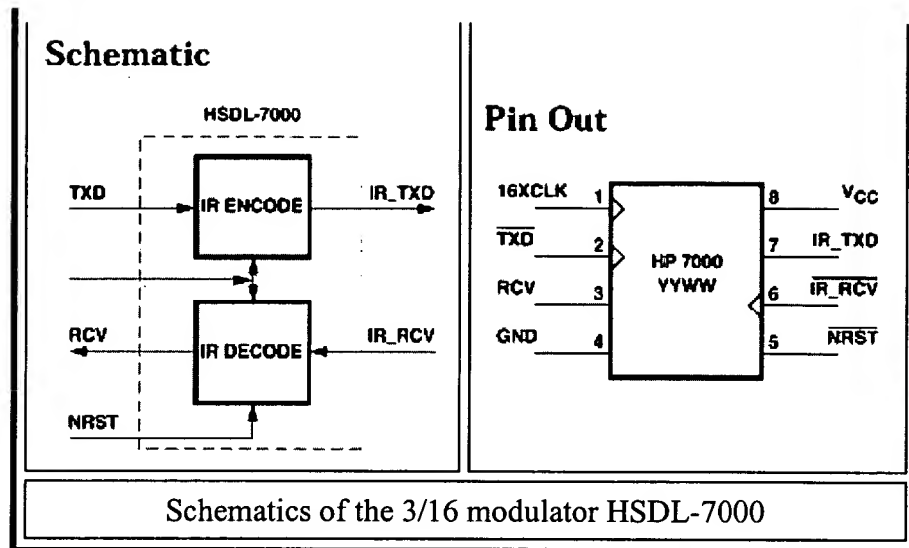 Schematic
HSDL-7000
TXD
IR ENCODE
IR_TXD
RCV
IR DECODE
IR_RCV
NRST
Pin Out
16XCLK 1
TXD 2
RCV 3
GND 4
HP 7000
YYWW
8 VCC
7 IR_TXD
6 IR_RCV
5 NRST
Schematics of the 3/16 modulator HSDL-7000